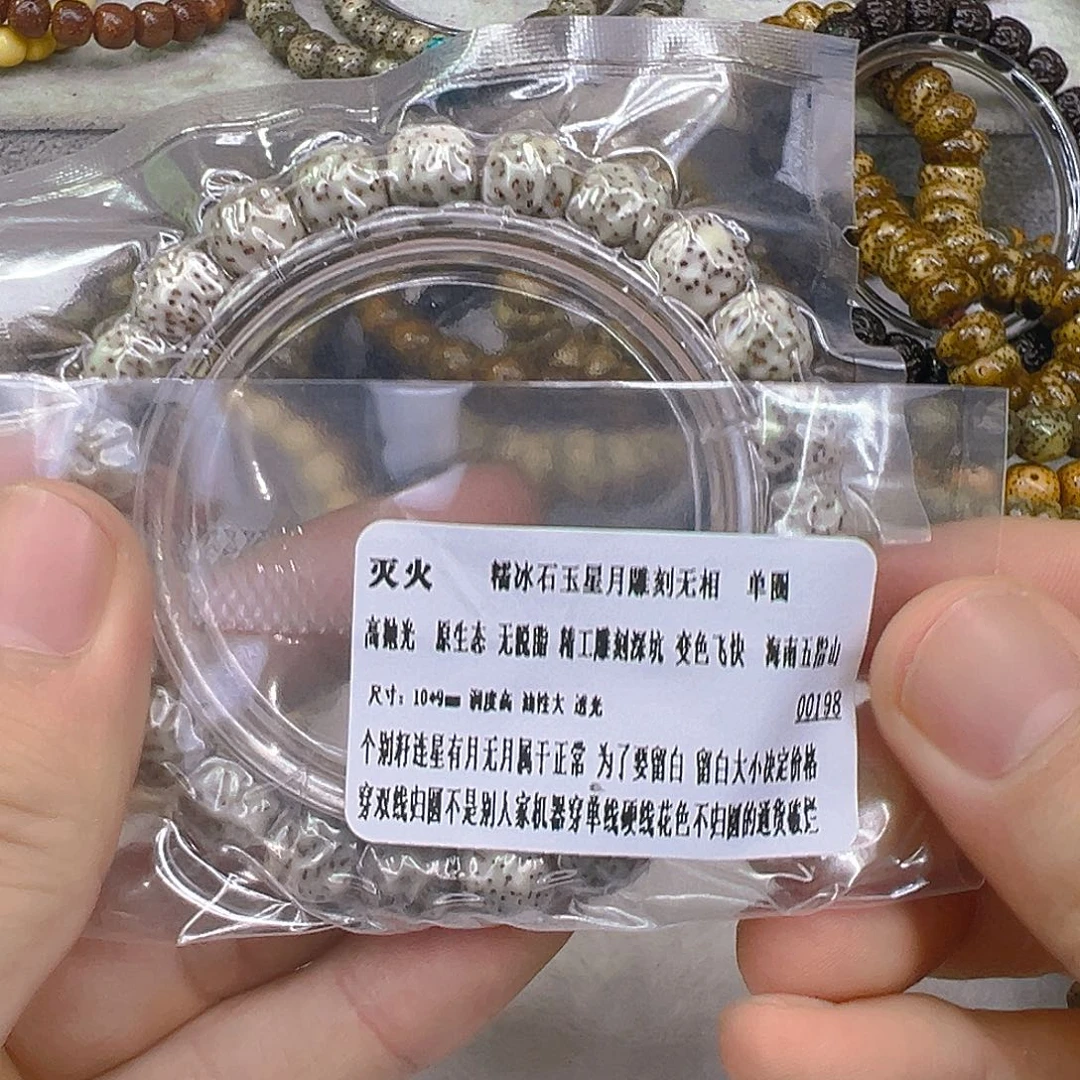 灭火 糯冰石玉星月雕刻无相 单圈
高抛光 原生态 无脱脂 精工雕刻深坑 变色飞快 海南五指山
尺寸：10*9mm 润度高 油性大 透光
00198
个别籽连星有月无月属于正常 为了要留白 留白大小决定价格
穿双线归圆不是别人家机器穿单线硬线花色不归圆的通货破烂